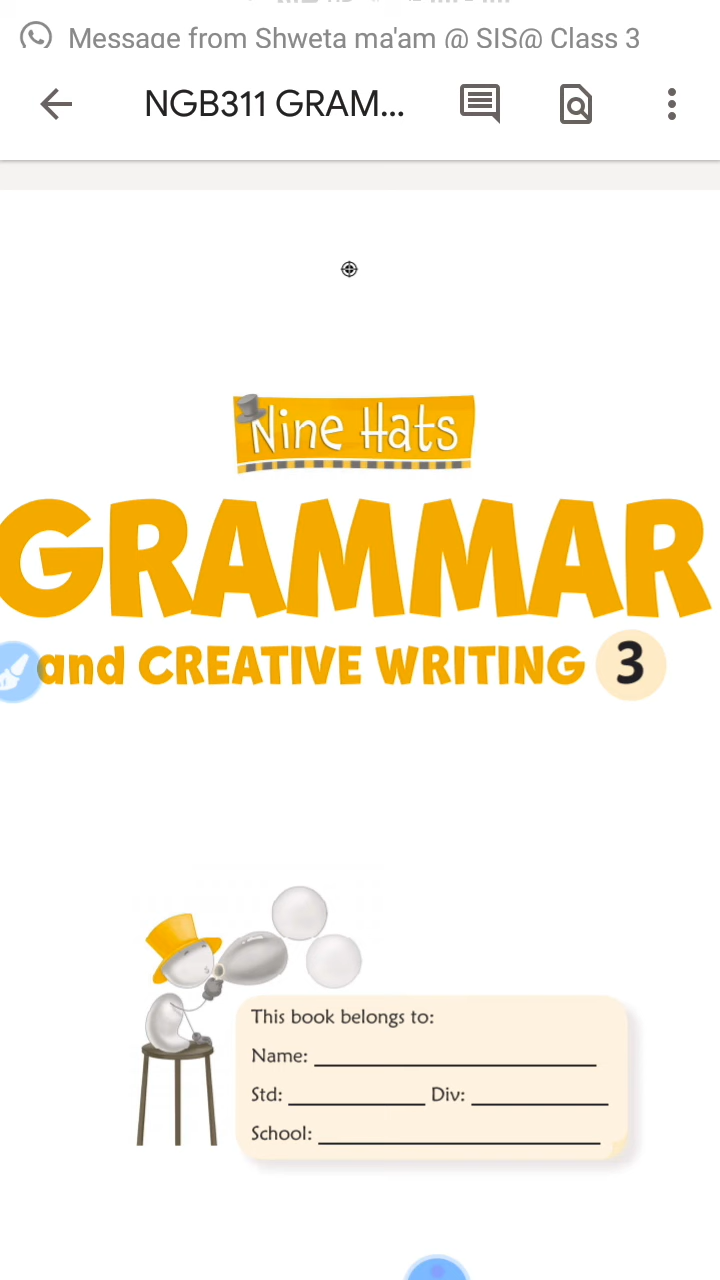 Message from Shweta ma'am @ SIS@ Class 3
NGB311 GRAM...
Nine Hats
GRAMMAR
and CREATIVE WRITING 3
This book belongs to:
Name:
Std: Div:
School: